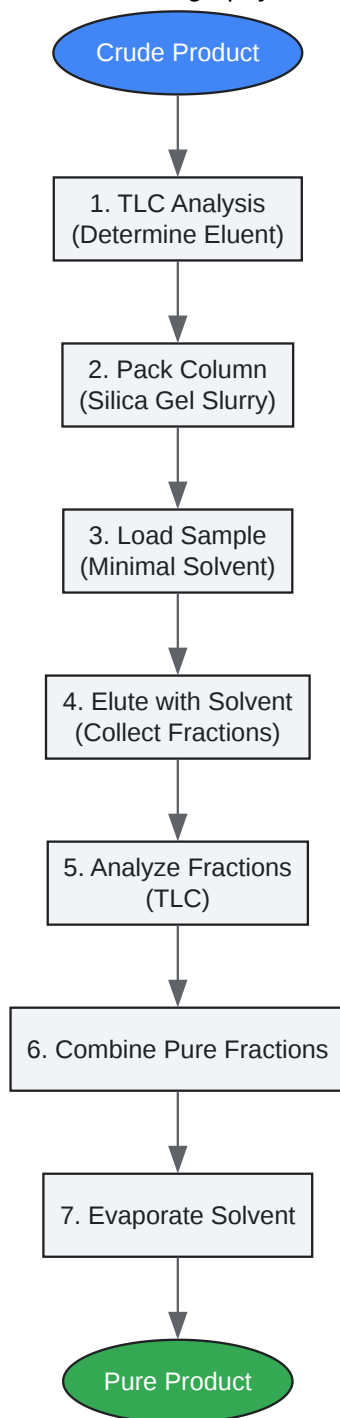 Crude Product
1. TLC Analysis
(Determine Eluent)
2. Pack Column
(Silica Gel Slurry)
3. Load Sample
(Minimal Solvent)
4. Elute with Solvent
(Collect Fractions)
5. Analyze Fractions
(TLC)
6. Combine Pure Fractions
7. Evaporate Solvent
Pure Product